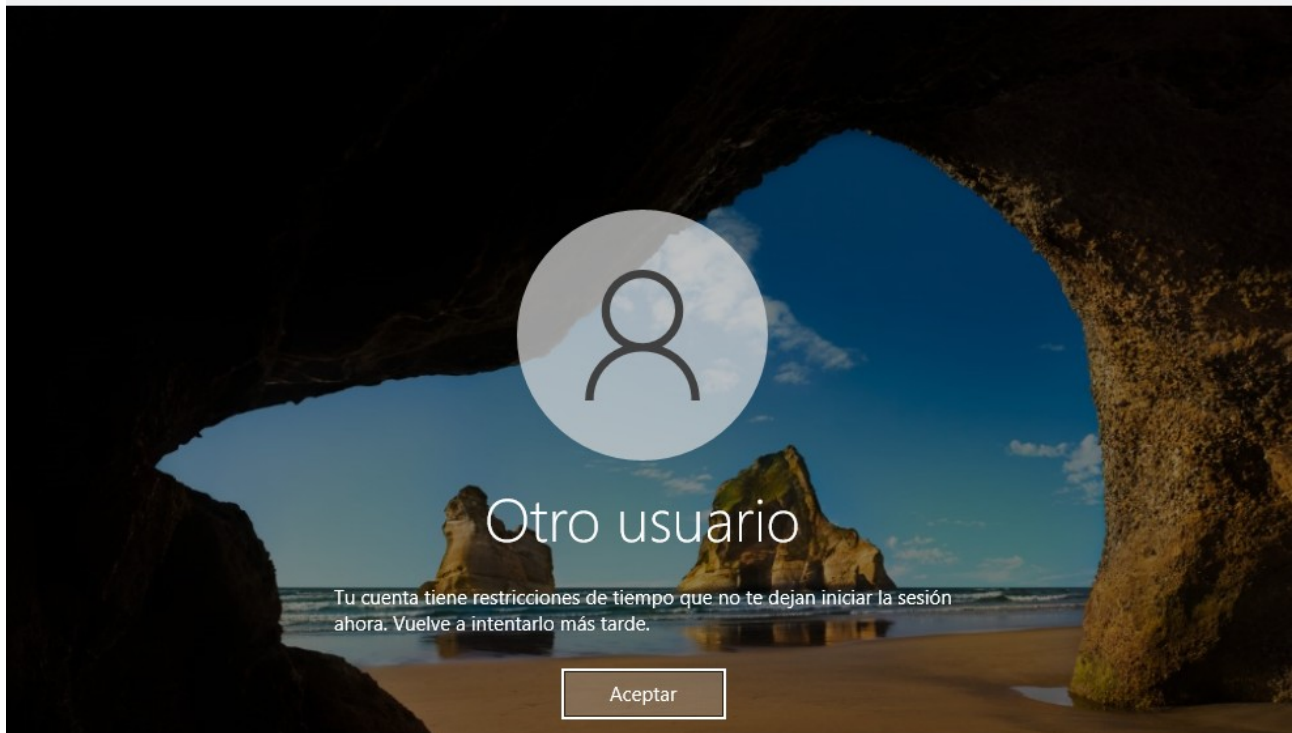 Otro usuario
Tu cuenta tiene restricciones de tiempo que no te dejan iniciar la sesión
ahora. Vuelve a intentarlo más tarde.
Aceptar